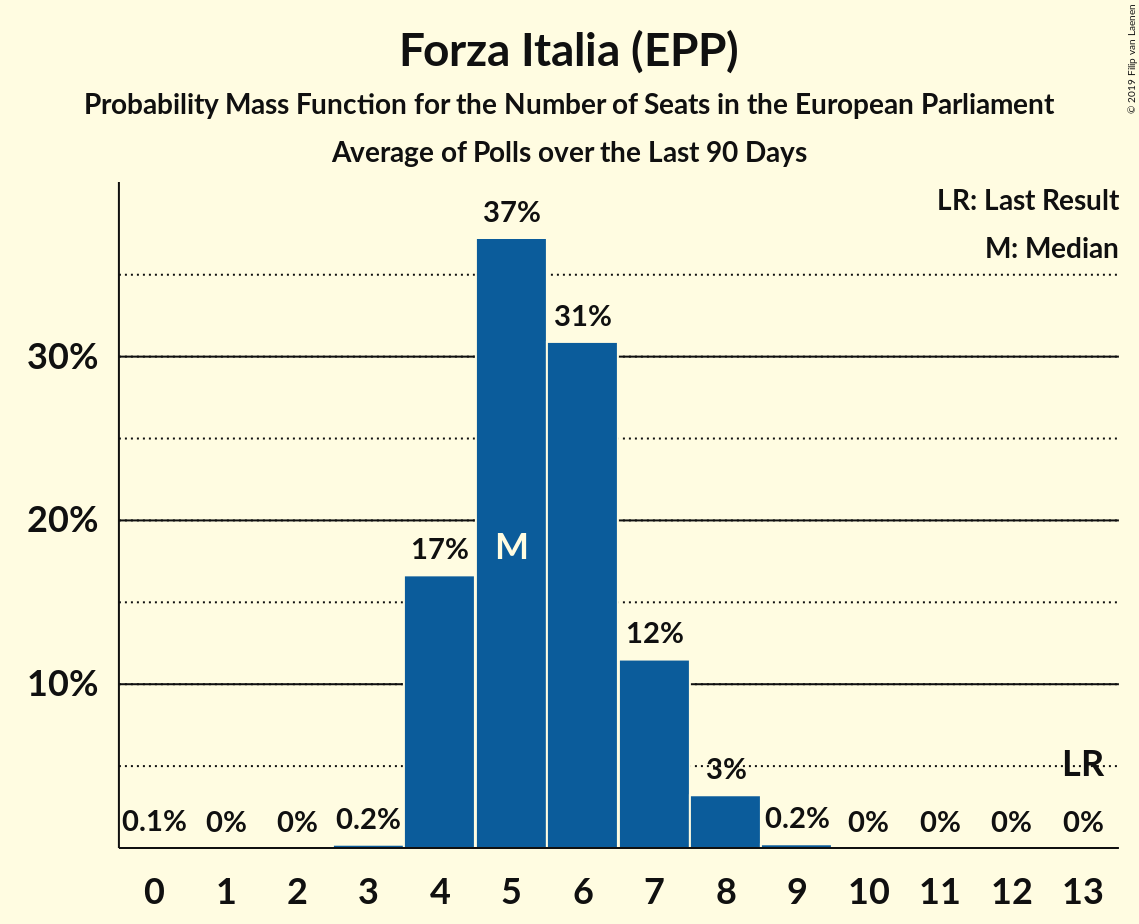 Forza Italia (EPP)
Probability Mass Function for the Number of Seats in the European Parliament
Average of Polls over the Last 90 Days
© 2019 Filip van Laenen
LR: Last Result
M: Median
37%
31%
30%
20%
17%
M
12%
10%
3%
LR
0.1%
0%
0%
0.2%
0.2%
0%
0%
0%
0%
0 1 2 3 4 5 6 7 8 9 10 11 12 13